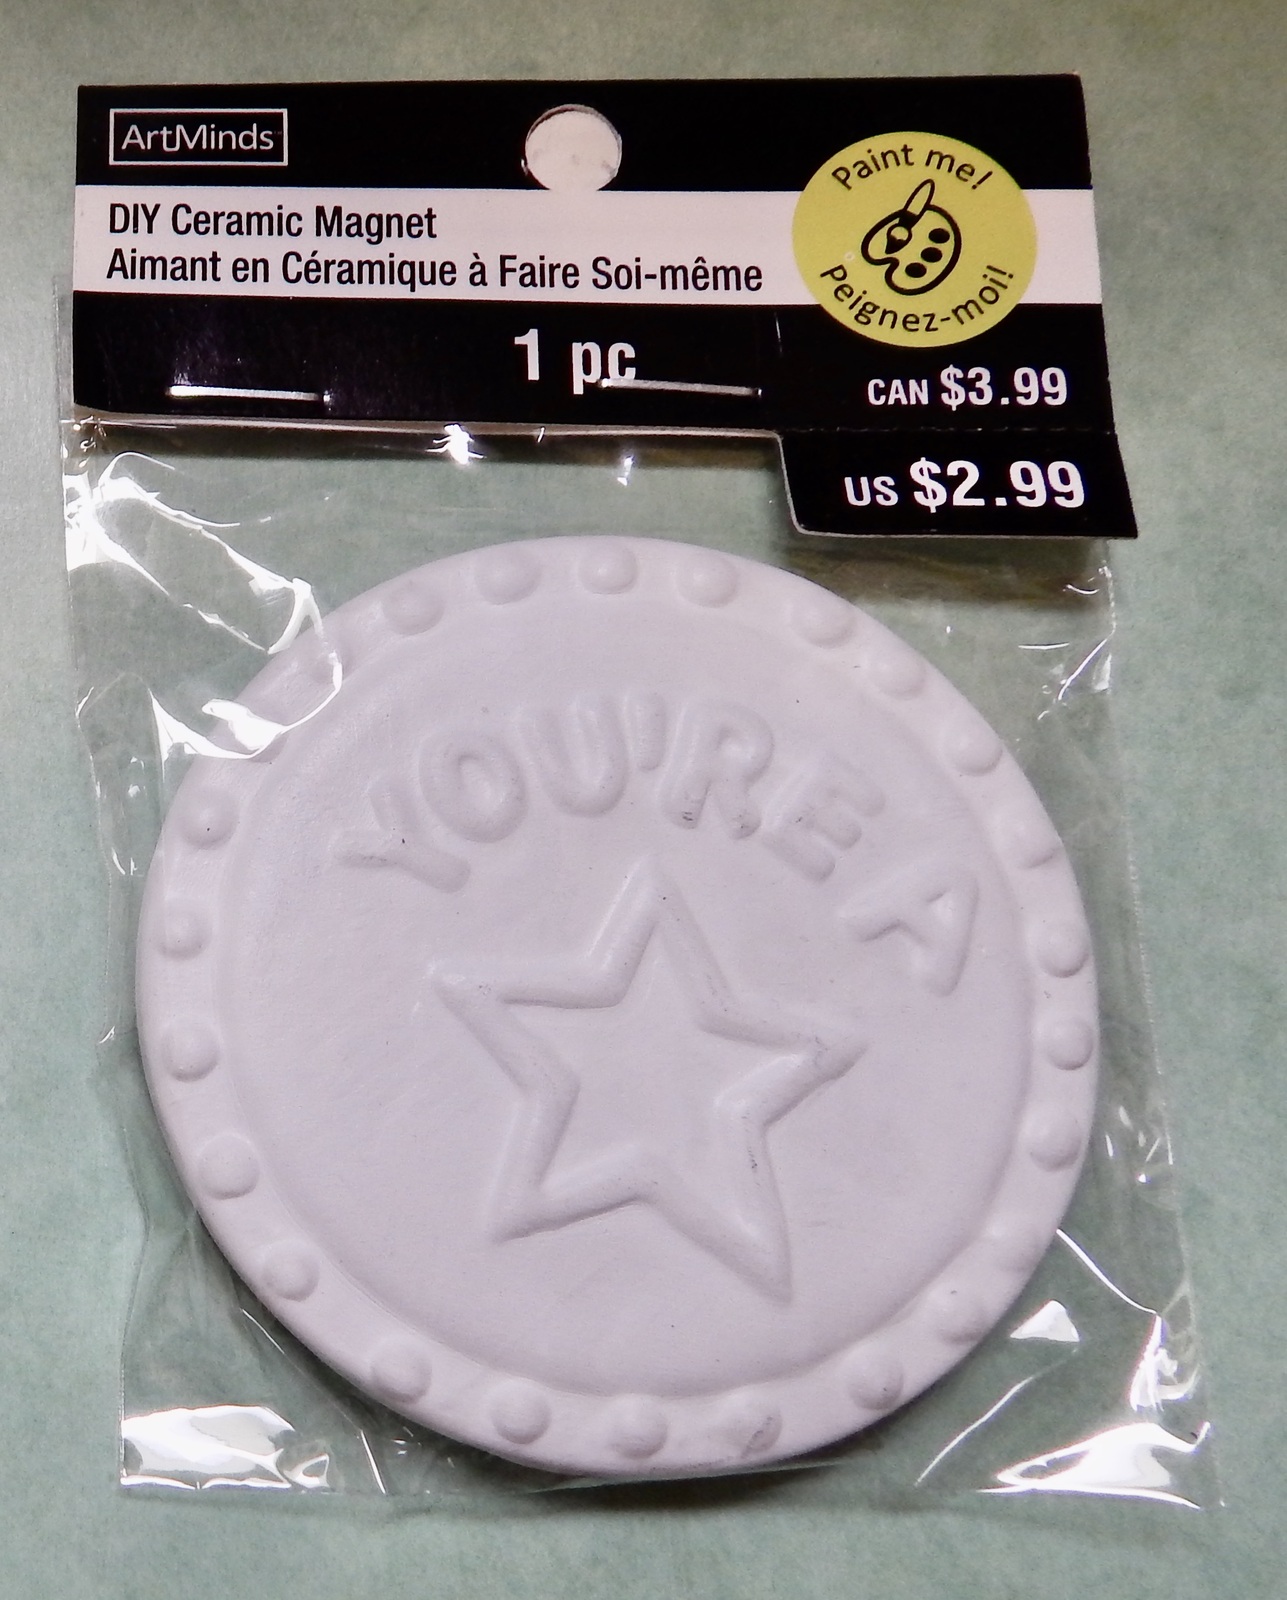 ArtMinds
DIY Ceramic Magnet
Aimant en Céramique à Faire Soi-même
1 pc
Paint me!
Peignez-moi!
CAN $3.99
US $2.99
YOU'RE A